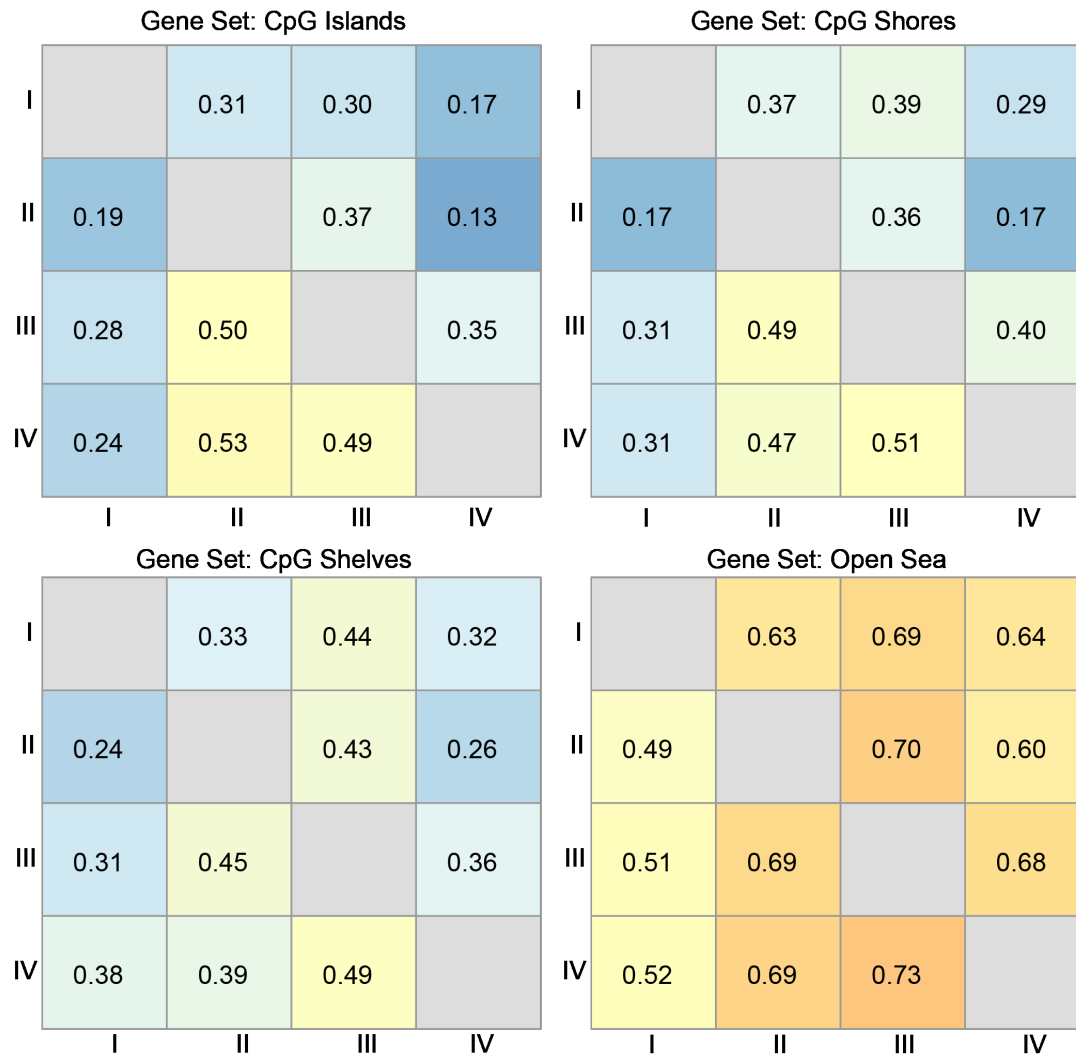 Gene Set: CpG Islands
I 0.31 0.30 0.17
II 0.19 0.37 0.13
III 0.28 0.50 0.35
IV 0.24 0.53 0.49
I II III IV
Gene Set: CpG Shores
I 0.37 0.39 0.29
II 0.17 0.36 0.17
III 0.31 0.49 0.40
IV 0.31 0.47 0.51
I II III IV
Gene Set: CpG Shelves
I 0.33 0.44 0.32
II 0.24 0.43 0.26
III 0.31 0.45 0.36
IV 0.38 0.39 0.49
I II III IV
Gene Set: Open Sea
I 0.63 0.69 0.64
II 0.49 0.70 0.60
III 0.51 0.69 0.68
IV 0.52 0.69 0.73
I II III IV